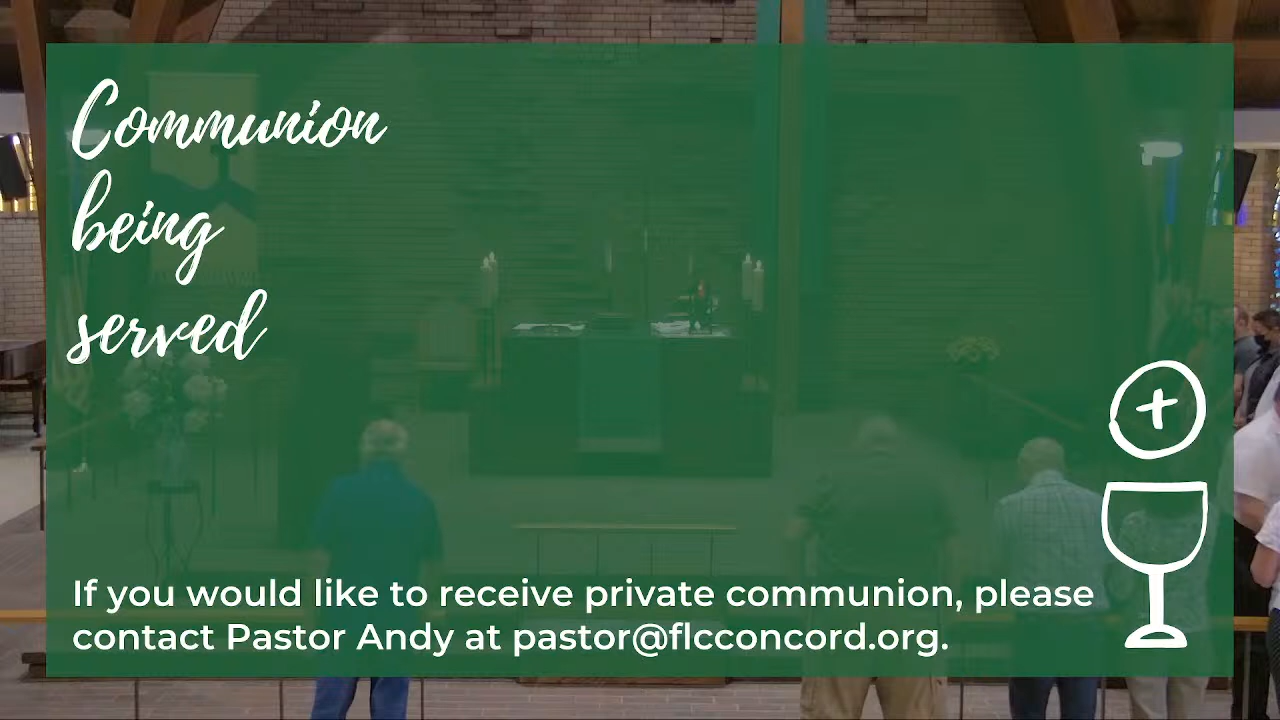 Communion
being
served
If you would like to receive private communion, please
contact Pastor Andy at pastor@flcconcord.org.